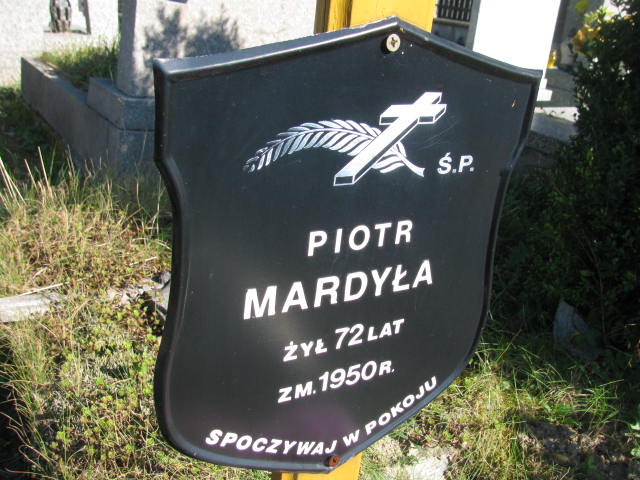 Ś.P.
PIOTR
MARDYŁA
ŻYŁ 72 LAT
ZM. 1950 R.
SPOCZYWAJ W POKOJU